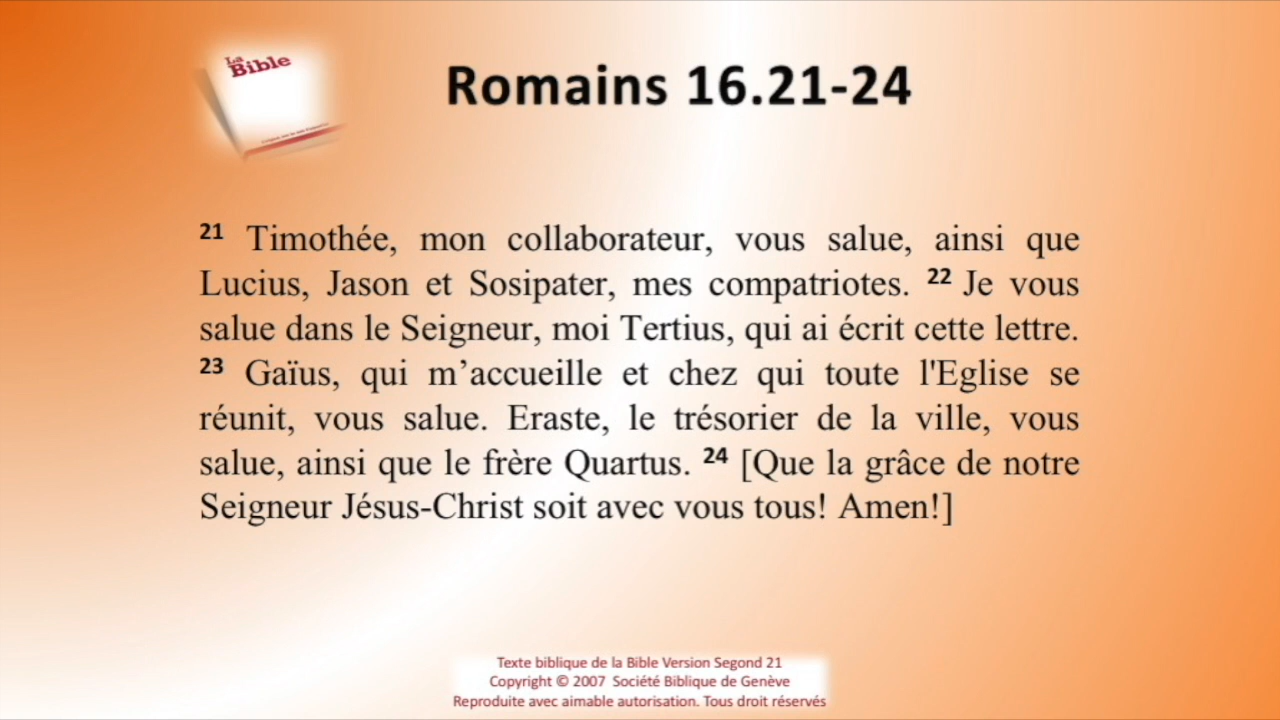 La
Bible
Romains 16.21-24
21 Timothée, mon collaborateur, vous salue, ainsi que
Lucius, Jason et Sosipater, mes compatriotes. 22 Je vous
salue dans le Seigneur, moi Tertius, qui ai écrit cette lettre.
23 Gaïus, qui m’accueille et chez qui toute l'Eglise se
réunit, vous salue. Eraste, le trésorier de la ville, vous
salue, ainsi que le frère Quartus. 24 [Que la grâce de notre
Seigneur Jésus-Christ soit avec vous tous! Amen!]
Texte biblique de la Bible Version Segond 21
Copyright © 2007 Société Biblique de Genève
Reproduite avec aimable autorisation. Tous droit réservés